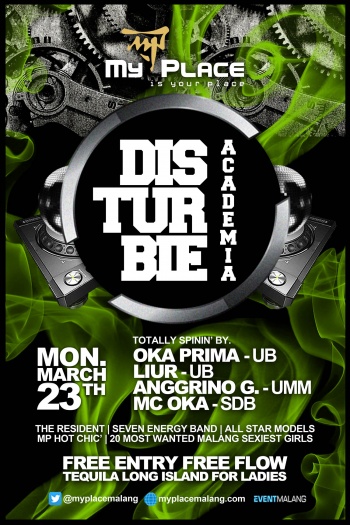 MP
My Place
is your place
DIS
TUR
BIE
ACADEMIA
TOTALLY SPININ' BY.
MON.
MARCH
23TH
OKA PRIMA - UB
LIUR - UB
ANGGRINO G. - UMM
MC OKA - SDB
THE RESIDENT | SEVEN ENERGY BAND | ALL STAR MODELS
MP HOT CHIC' | 20 MOST WANTED MALANG SEXIEST GIRLS
FREE ENTRY FREE FLOW
TEQUILA LONG ISLAND FOR LADIES
@myplacemalang myplacemalang.com EVENTMALANG